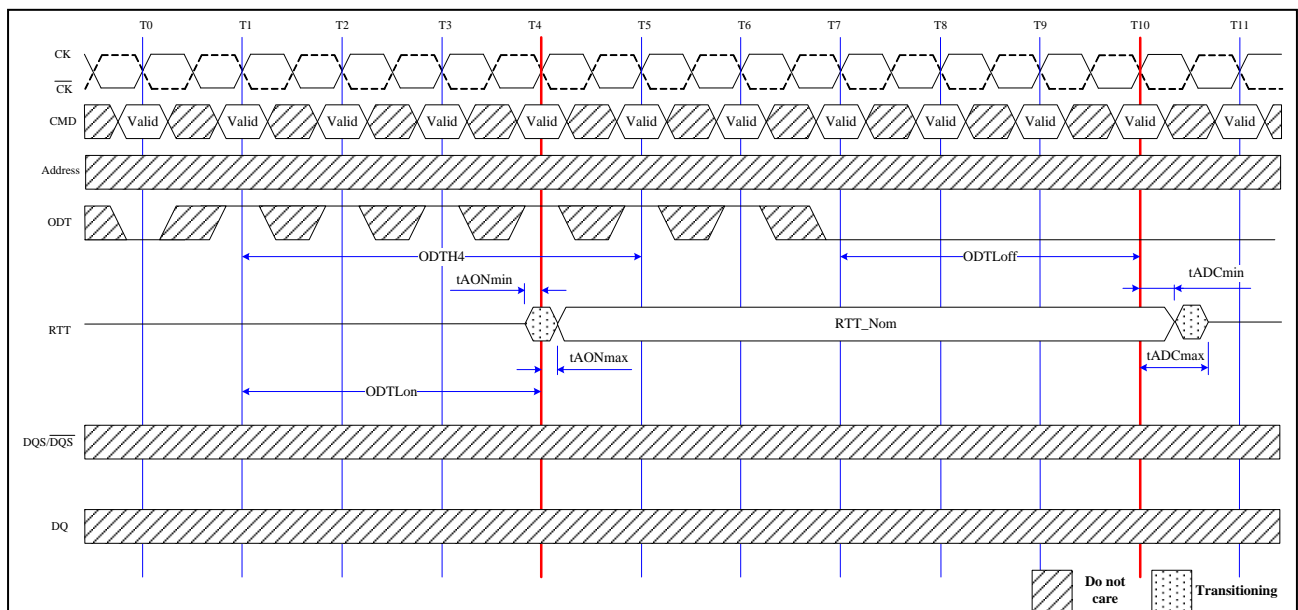 T0 T1 T2 T3 T4 T5 T6 T7 T8 T9 T10 T11
CK
C̅K̅
CMD Valid Valid Valid Valid Valid Valid Valid Valid Valid Valid Valid Valid
Address
ODT
ODTH4 ODTLoff
tAONmin tADCmin
RTT RTT_Nom
tAONmax tADCmax
ODTLon
DQS/D̅Q̅S̅
DQ
Do not
care
Transitioning